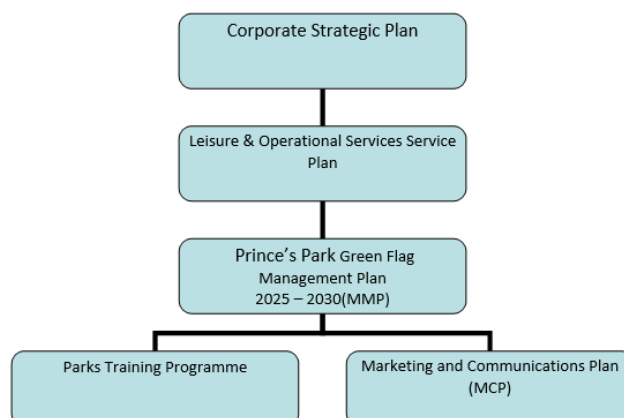 Corporate Strategic Plan
Leisure & Operational Services Service
Plan
Prince’s Park Green Flag
Management Plan
2025 – 2030(MMP)
Parks Training Programme
Marketing and Communications Plan
(MCP)